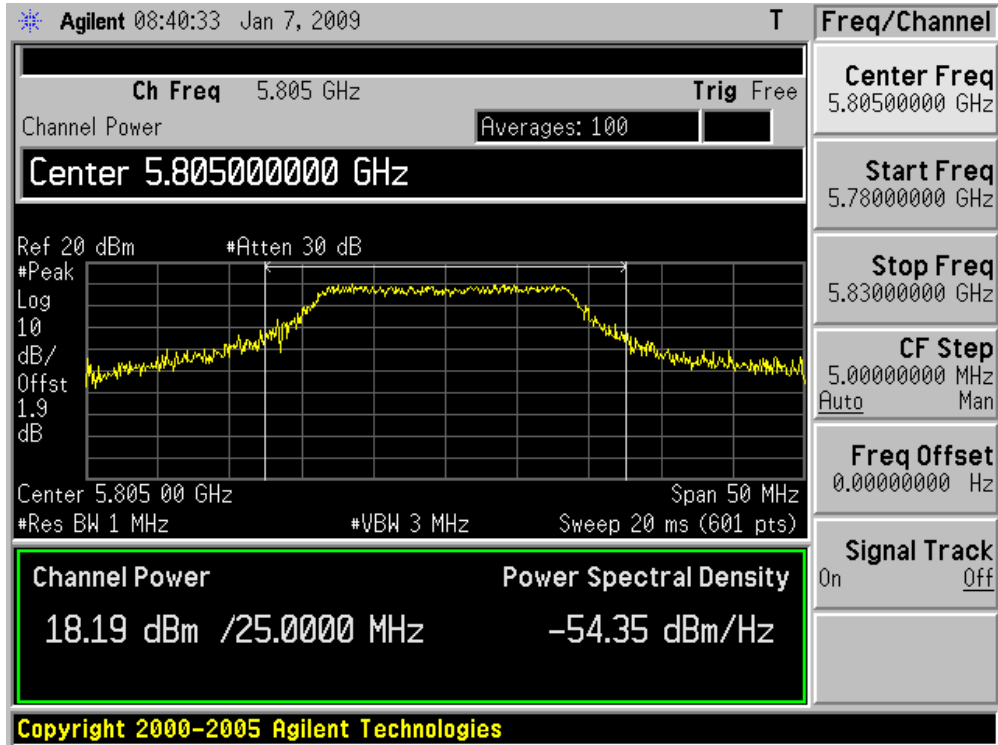 Agilent 08:40:33 Jan 7, 2009 T
Freq/Channel
Ch Freq 5.805 GHz Trig Free
Channel Power Averages: 100
Center 5.805000000 GHz
Ref 20 dBm #Atten 30 dB
#Peak
Log
10
dB/
Offst
1.9
dB
Center 5.805 00 GHz Span 50 MHz
#Res BW 1 MHz #VBW 3 MHz Sweep 20 ms (601 pts)
Channel Power Power Spectral Density
18.19 dBm /25.0000 MHz -54.35 dBm/Hz
Center Freq
5.80500000 GHz
Start Freq
5.78000000 GHz
Stop Freq
5.83000000 GHz
CF Step
5.00000000 MHz
Auto Man
Freq Offset
0.00000000 Hz
Signal Track
On Off
Copyright 2000-2005 Agilent Technologies